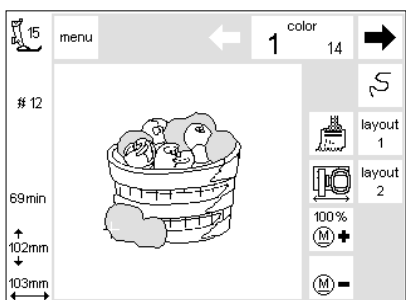 15
menu
color
1
14
# 12
layout
1
layout
2
69min
100%
M +
102mm
M -
103mm